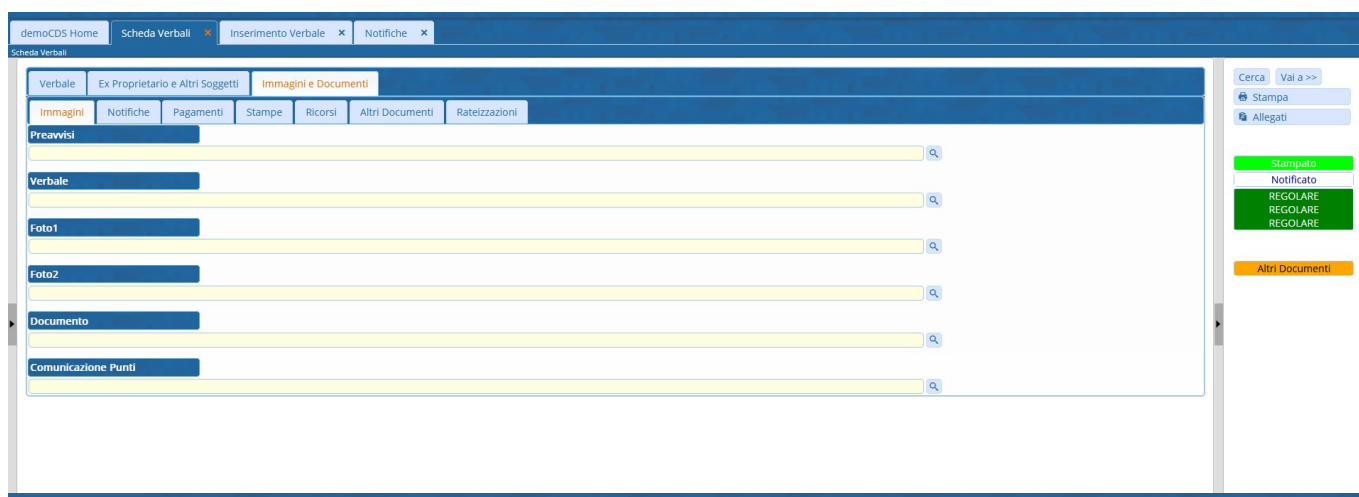 demoCDS Home Scheda Verbali × Inserimento Verbale × Notifiche ×
Scheda Verbali
Verbale Ex Proprietario e Altri Soggetti Immagini e Documenti
Immagini Notifiche Pagamenti Stampe Ricorsi Altri Documenti Rateizzazioni
Preavvisi
Verbale
Foto1
Foto2
Documento
Comunicazione Punti
Cerca Vai a >>
Stampa
Allegati
Stampato
Notificato
REGOLARE
REGOLARE
REGOLARE
Altri Documenti